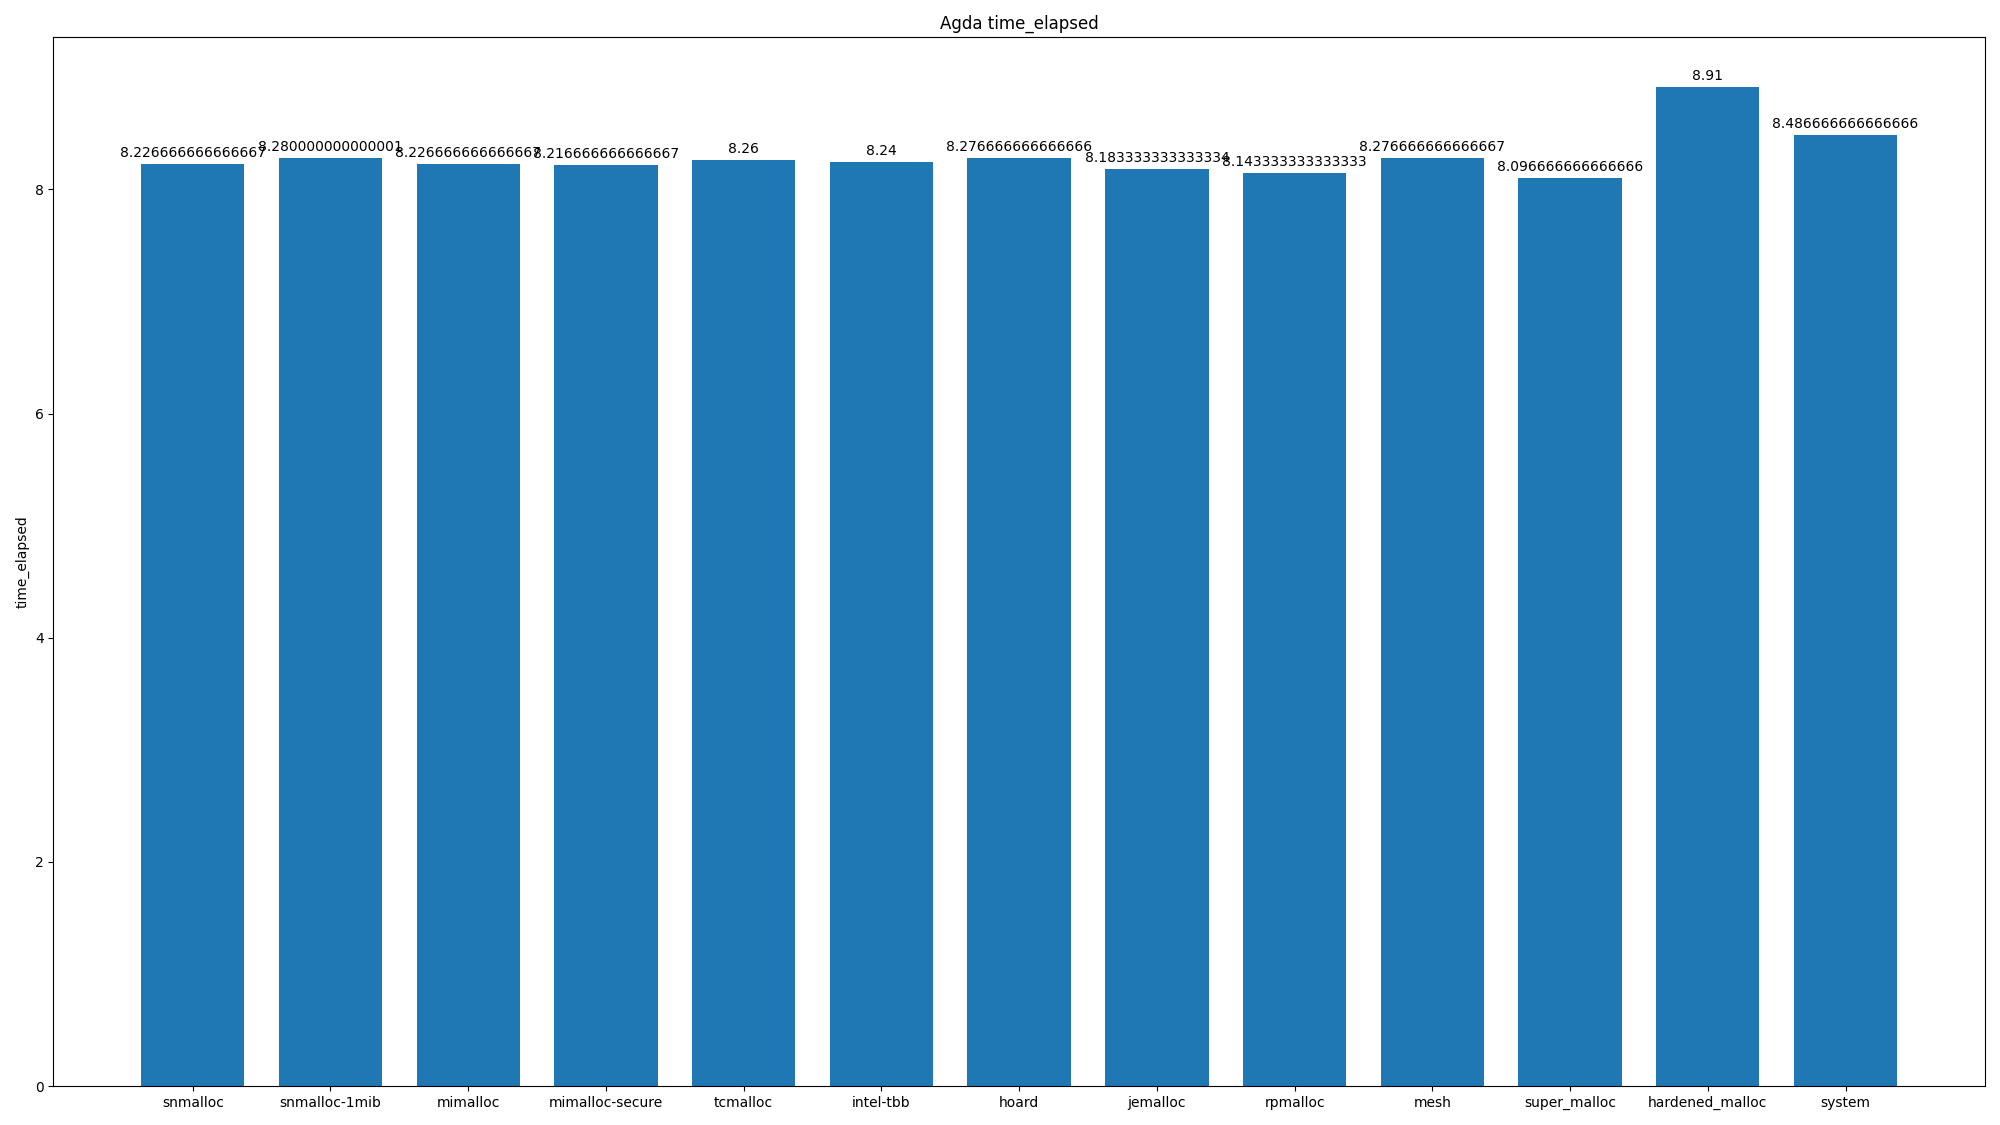 Agda time_elapsed
8.226666666666667
8.280000000000001
8.226666666666667
8.216666666666667
8.26
8.24
8.276666666666666
8.183333333333334
8.143333333333333
8.276666666666667
8.096666666666666
8.91
8.486666666666666
time_elapsed
8
6
4
2
0
snmalloc
snmalloc-1mib
mimalloc
mimalloc-secure
tcmalloc
intel-tbb
hoard
jemalloc
rpmalloc
mesh
super_malloc
hardened_malloc
system